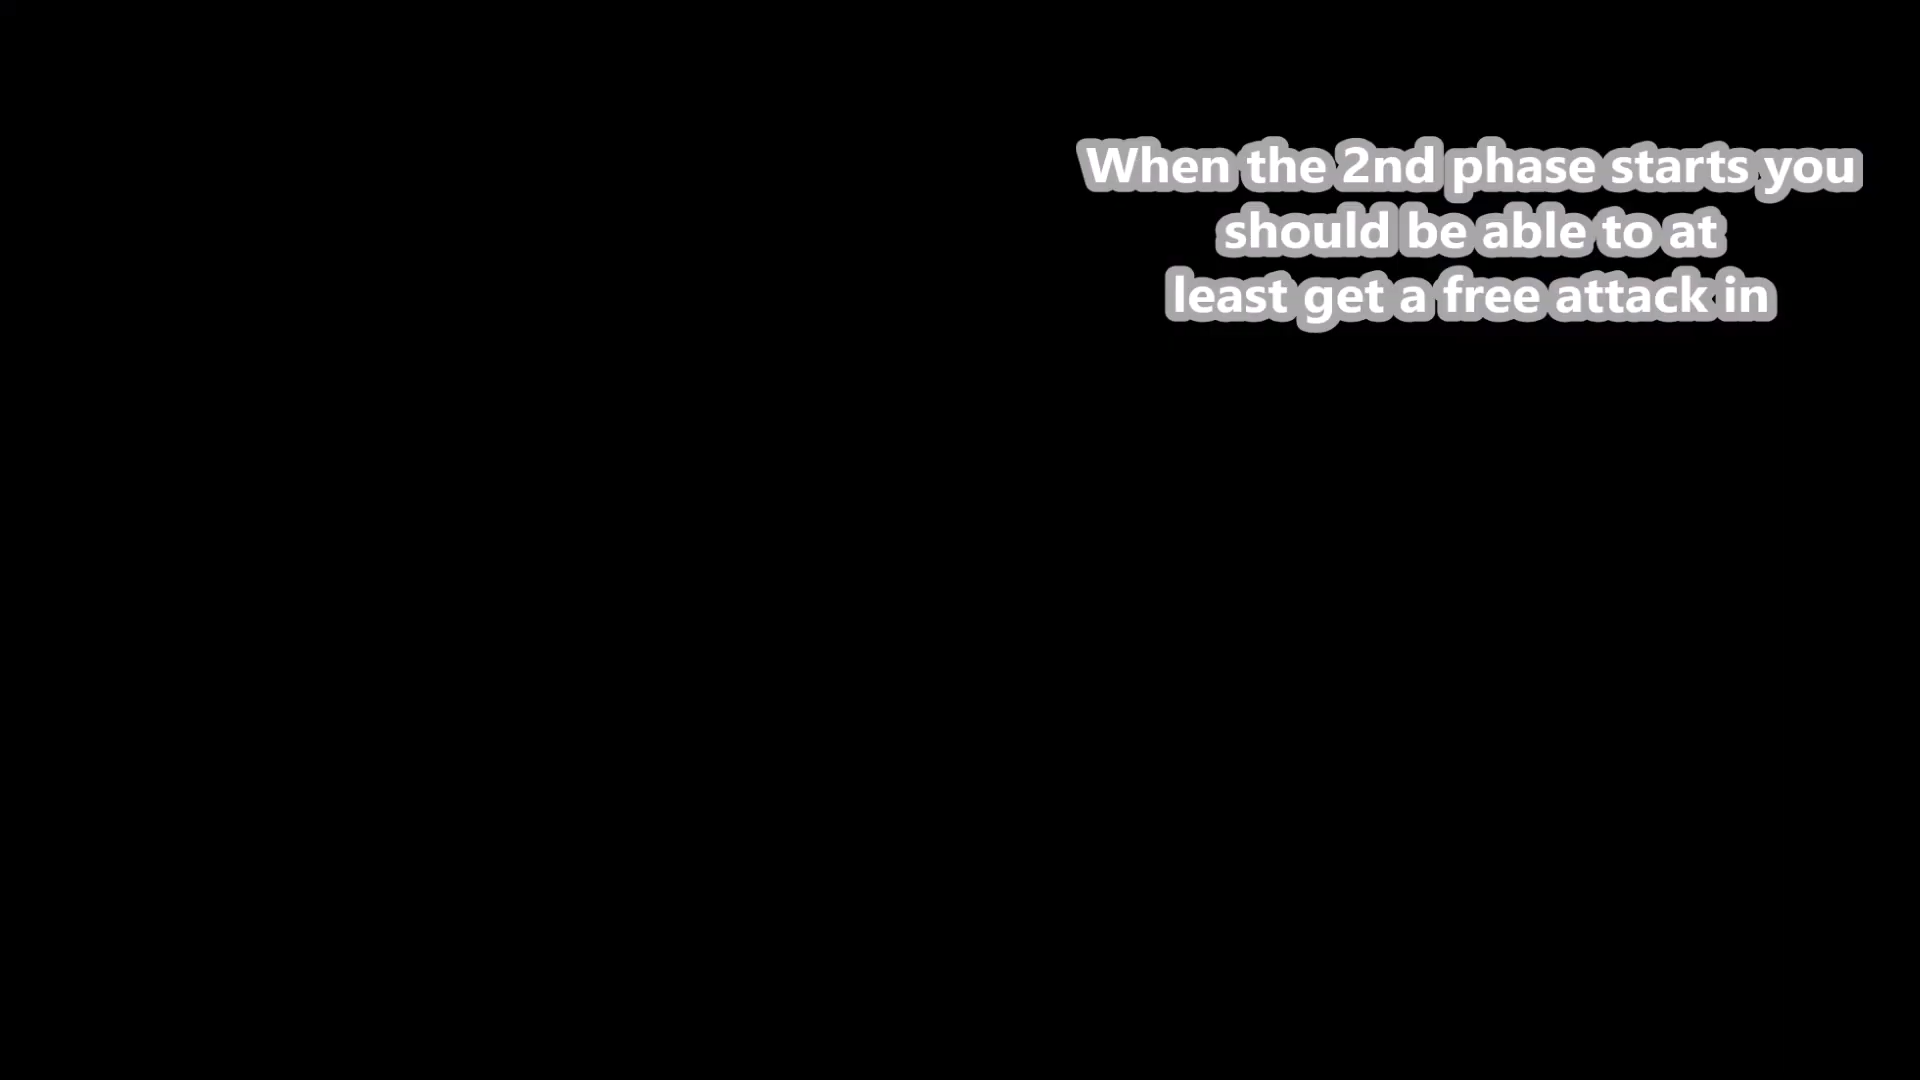 When the 2nd phase starts you
should be able to at
least get a free attack in